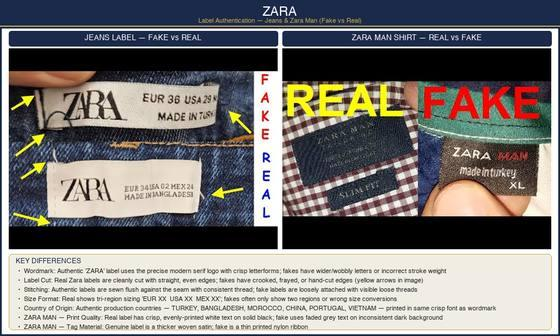 ZARA
Label Authentication — Jeans & Zara Man (Fake vs Real)
JEANS LABEL — FAKE vs REAL
ZARA
EUR 36 USA 28
MADE IN TURK
ZARA
EUR 34 USA 02 MEX 24
MADE IN BANGLADESH
FAKE
REAL
ZARA MAN SHIRT — REAL vs FAKE
REAL
ZARA MAN
SLIM FIT
FAKE
ZARA MAN
made in turkey
XL
KEY DIFFERENCES
• Wordmark: Authentic 'ZARA' label uses the precise modern serif logo with crisp letterforms; fakes have wider/wobbly letters or incorrect stroke weight
• Label Cut: Real Zara labels are cleanly cut with straight, even edges; fakes have crooked, frayed, or hand-cut edges (yellow arrows in image)
• Stitching: Authentic labels are sewn flush against the seam with consistent thread; fake labels are loosely attached with visible loose threads
• Size Format: Real shows tri-region sizing 'EUR XX USA XX MEX XX'; fakes often only show two regions or wrong size conversions
• Country of Origin: Authentic production countries — TURKEY, BANGLADESH, MOROCCO, CHINA, PORTUGAL, VIETNAM — printed in same crisp font as wordmark
• ZARA MAN — Print Quality: Real has crisp, evenly-printed white text on solid black; fake uses faded grey text on inconsistent dark background
• ZARA MAN — Tag Material: Genuine label is a thicker woven satin; fake is a thin printed nylon ribbon